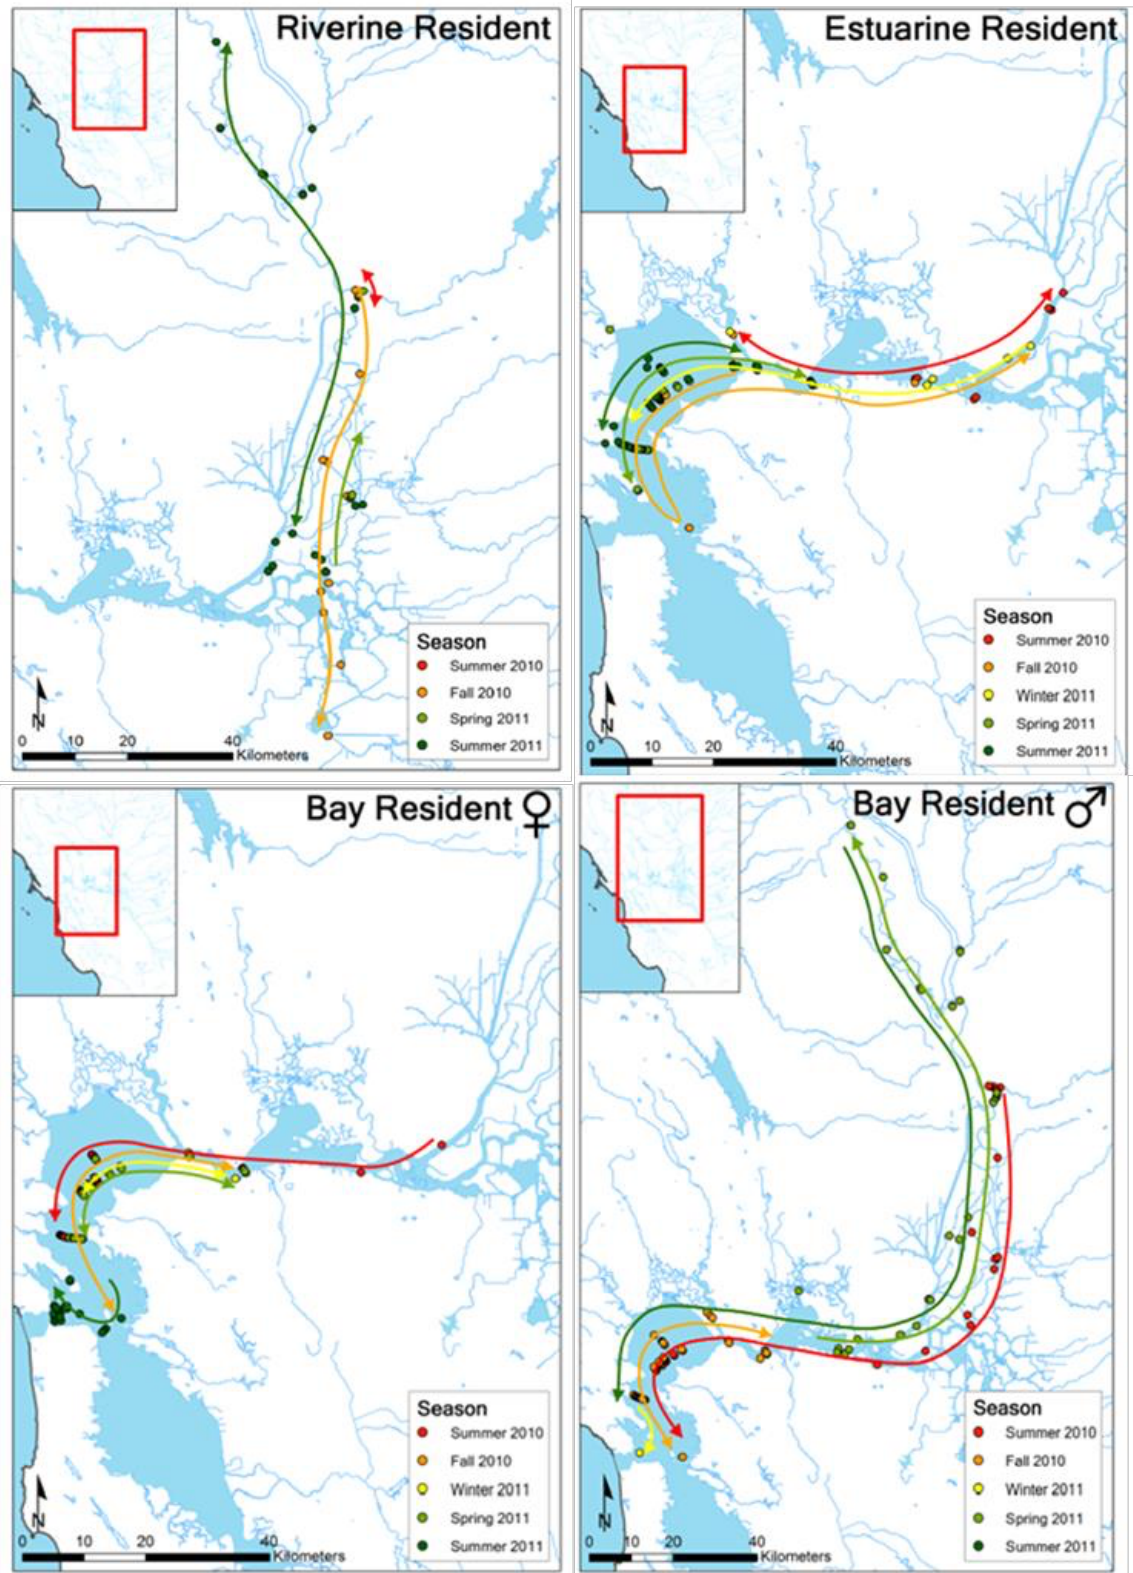 Riverine Resident
Season
Summer 2010
Fall 2010
Spring 2011
Summer 2011
N
0 10 20 40
Kilometers
Estuarine Resident
Season
Summer 2010
Fall 2010
Winter 2011
Spring 2011
Summer 2011
N
0 10 20 40
Kilometers
Bay Resident ♀
Season
Summer 2010
Fall 2010
Winter 2011
Spring 2011
Summer 2011
N
0 10 20 40
Kilometers
Bay Resident ♂
Season
Summer 2010
Fall 2010
Winter 2011
Spring 2011
Summer 2011
N
0 10 20 40
Kilometers